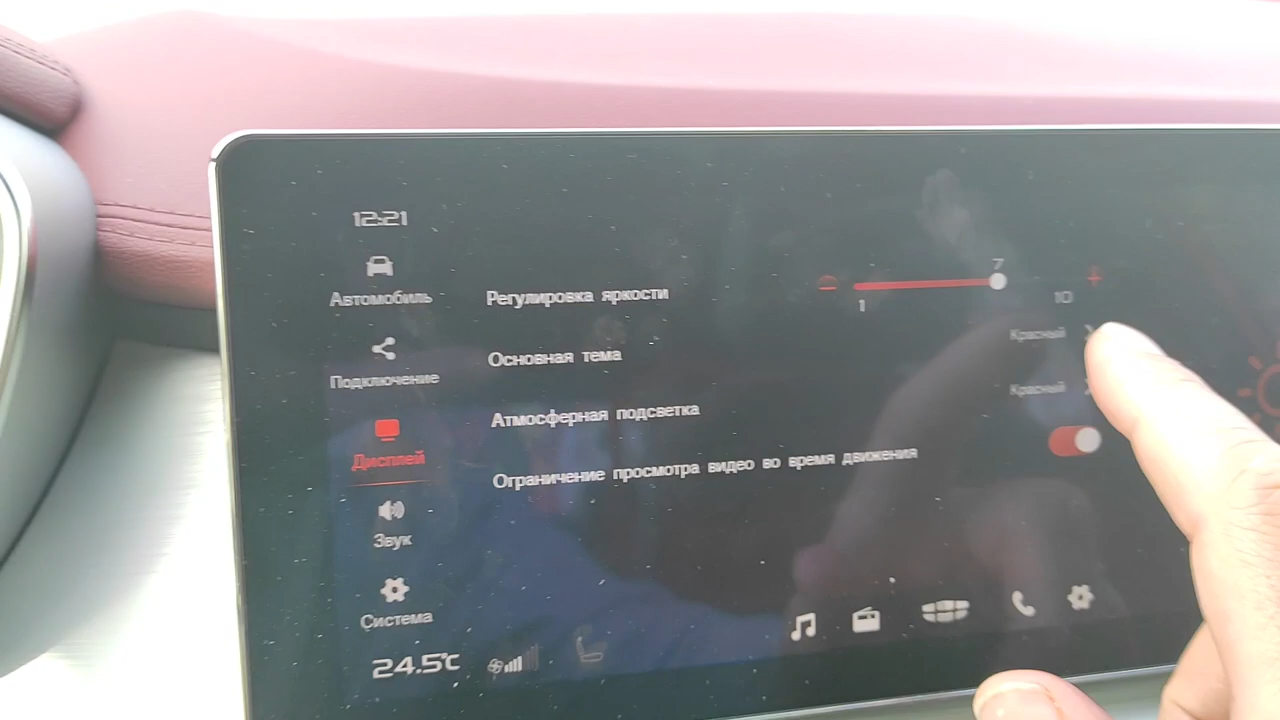 12:21
Автомобиль
Подключение
Дисплей
Звук
Система
24.5°C
Регулировка яркости
7
1
10
Основная тема
Красный
Атмосферная подсветка
Красный
Ограничение просмотра видео во время движения